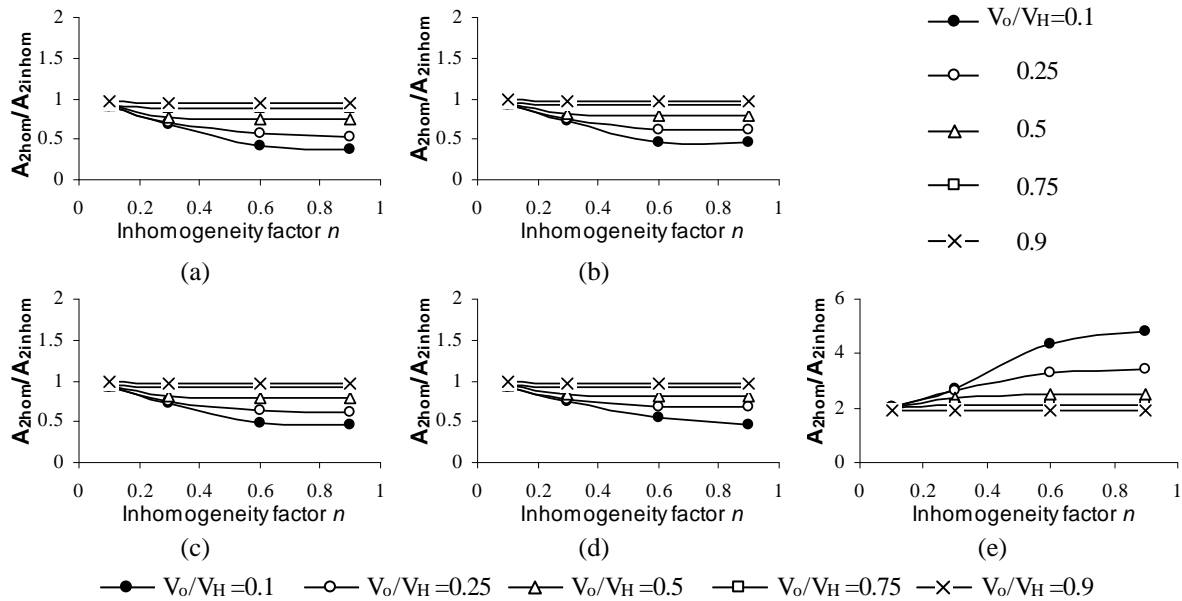 2
1.5
1
0.5
0
A2hom/A2inhom
0 0.2 0.4 0.6 0.8 1
Inhomogeneity factor n
(a)
2
1.5
1
0.5
0
A2hom/A2inhom
0 0.2 0.4 0.6 0.8 1
Inhomogeneity factor n
(b)
Vo/VH=0.1
0.25
0.5
0.75
0.9
2
1.5
1
0.5
0
A2hom/A2inhom
0 0.2 0.4 0.6 0.8 1
Inhomogeneity factor n
(c)
2
1.5
1
0.5
0
A2hom/A2inhom
0 0.2 0.4 0.6 0.8 1
Inhomogeneity factor n
(d)
6
4
2
0
A2hom/A2inhom
0 0.2 0.4 0.6 0.8 1
Inhomogeneity factor n
(e)
Vo/VH =0.1 Vo/VH =0.25 Vo/VH =0.5 Vo/VH =0.75 Vo/VH =0.9